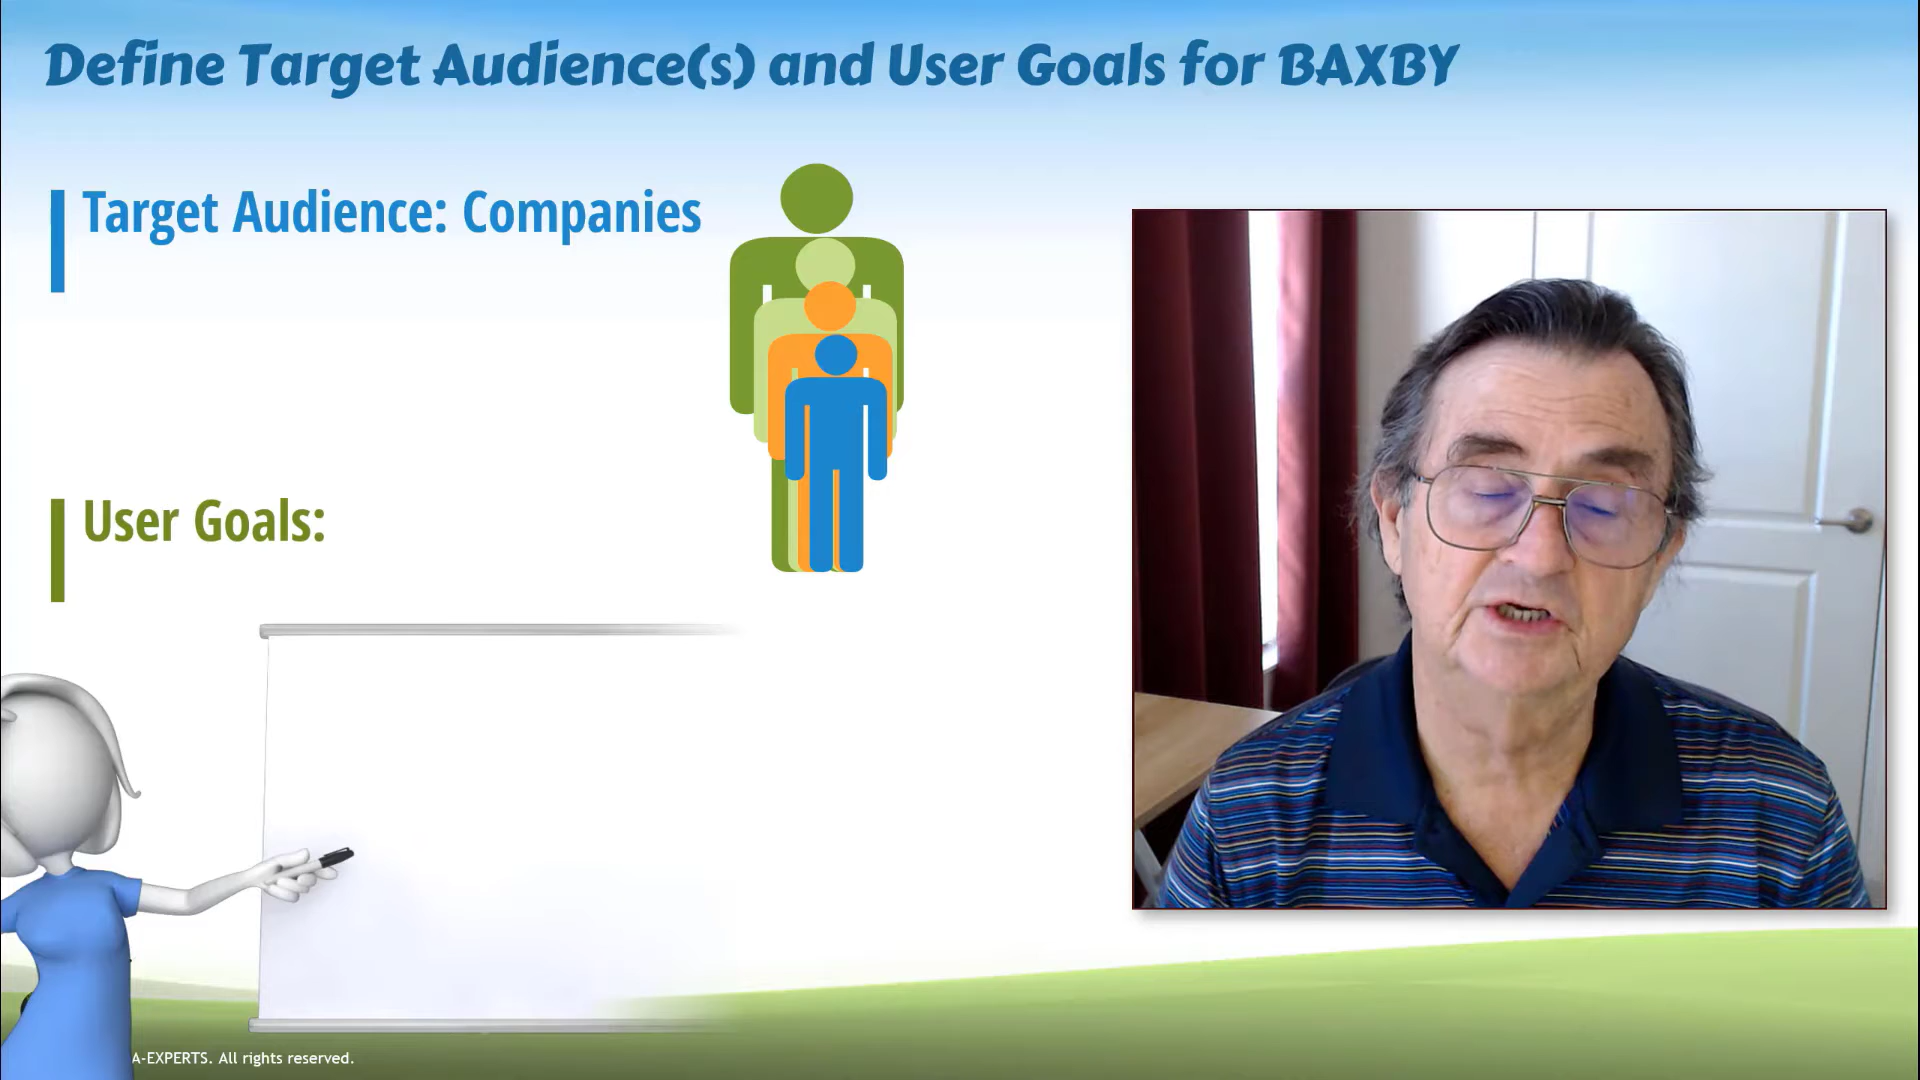 Define Target Audience(s) and User Goals for BAXBY
Target Audience: Companies
User Goals:
A-EXPERTS. All rights reserved.